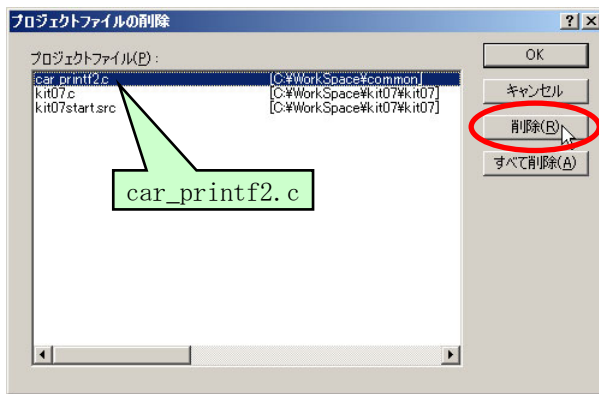 プロジェクトファイルの削除
プロジェクトファイル(P) :
car_printf2.c [C:¥WorkSpace¥common]
kit07.c [C:¥WorkSpace¥kit07¥kit07]
kit07start.src [C:¥WorkSpace¥kit07¥kit07]
car_printf2.c
OK
キャンセル
削除(R)
すべて削除(A)